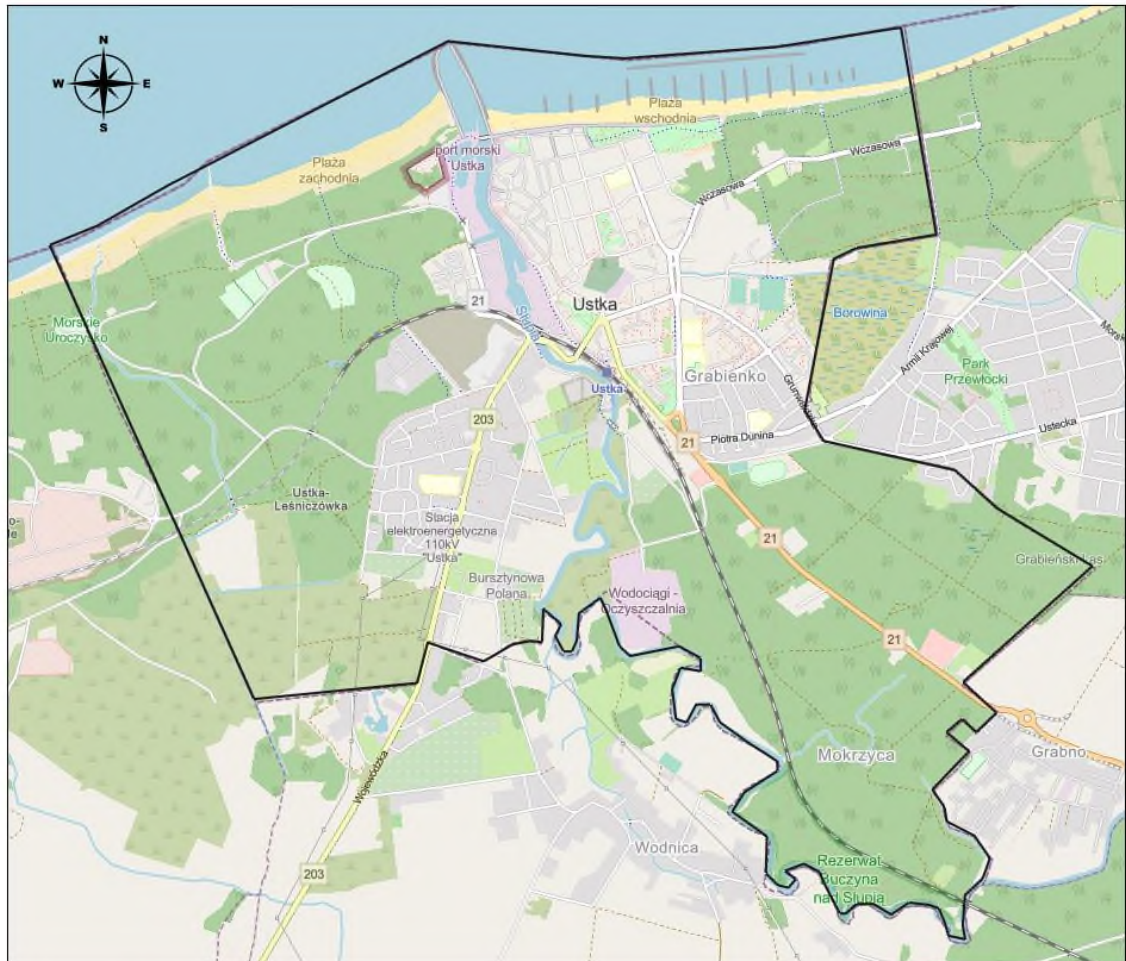 N
W E
S
Plaża
wschodnia
port morski
Ustka
Wczasowa
Plaża
zachodnia
Wczasowa
21
Ustka
Słupia
Borowina
Morskie
Uroczysko
Armii Krajowej
Morsk
Park
Przewłocki
Grabienko
Ustka
Grunwaldzka
203
Ustecka
21
Piotra Dunina
Ustka-
Leśniczówka
Stacja
elektroenergetyczna
110kV
"Ustka"
o-
le
21
Grabieński Las
Bursztynowa
Polana
Wodociągi -
Oczyszczalnia
21
Mokrzyca
Grabno
Wojewódzka
Wodnica
Rezerwat
Buczyna
nad Słupią
203